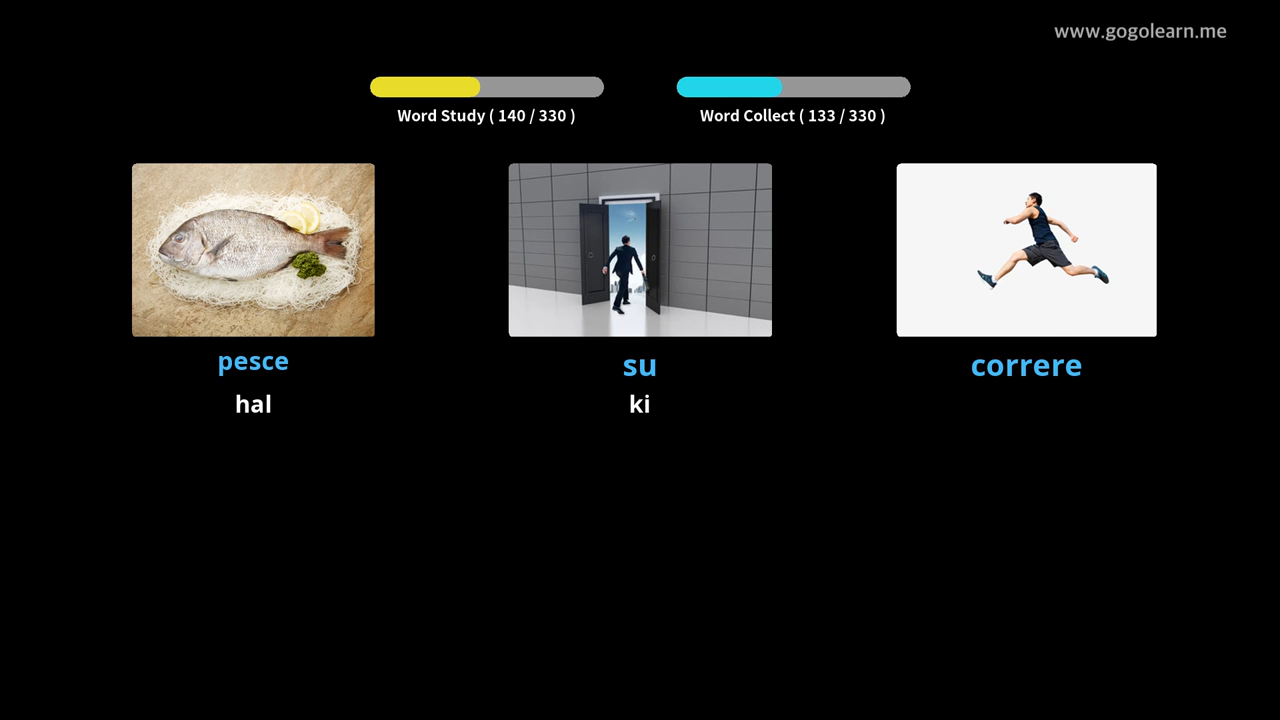 www.gogolearn.me
Word Study ( 140 / 330 )
Word Collect ( 133 / 330 )
pesce
hal
su
ki
correre